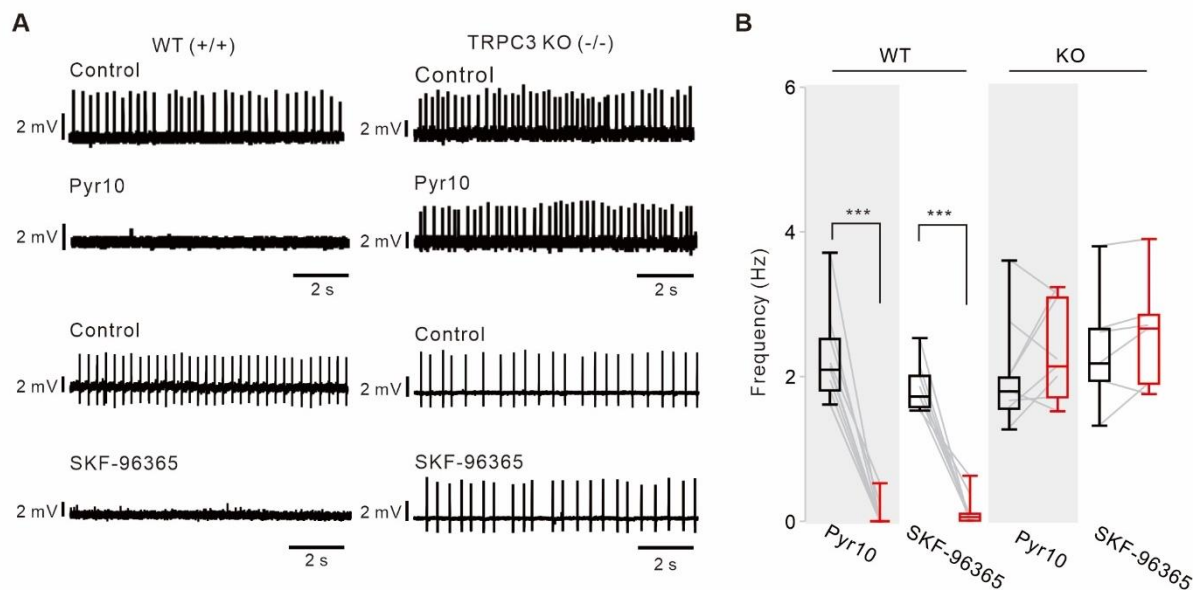 A
WT (+/+)
TRPC3 KO (-/-)
Control
Control
2 mV
2 mV
Pyr10
Pyr10
2 mV
2 mV
2 s
2 s
Control
Control
2 mV
2 mV
SKF-96365
SKF-96365
2 mV
2 mV
2 s
2 s
B
WT
KO
6
4
2
0
Frequency (Hz)
***
***
Pyr10
SKF-96365
Pyr10
SKF-96365